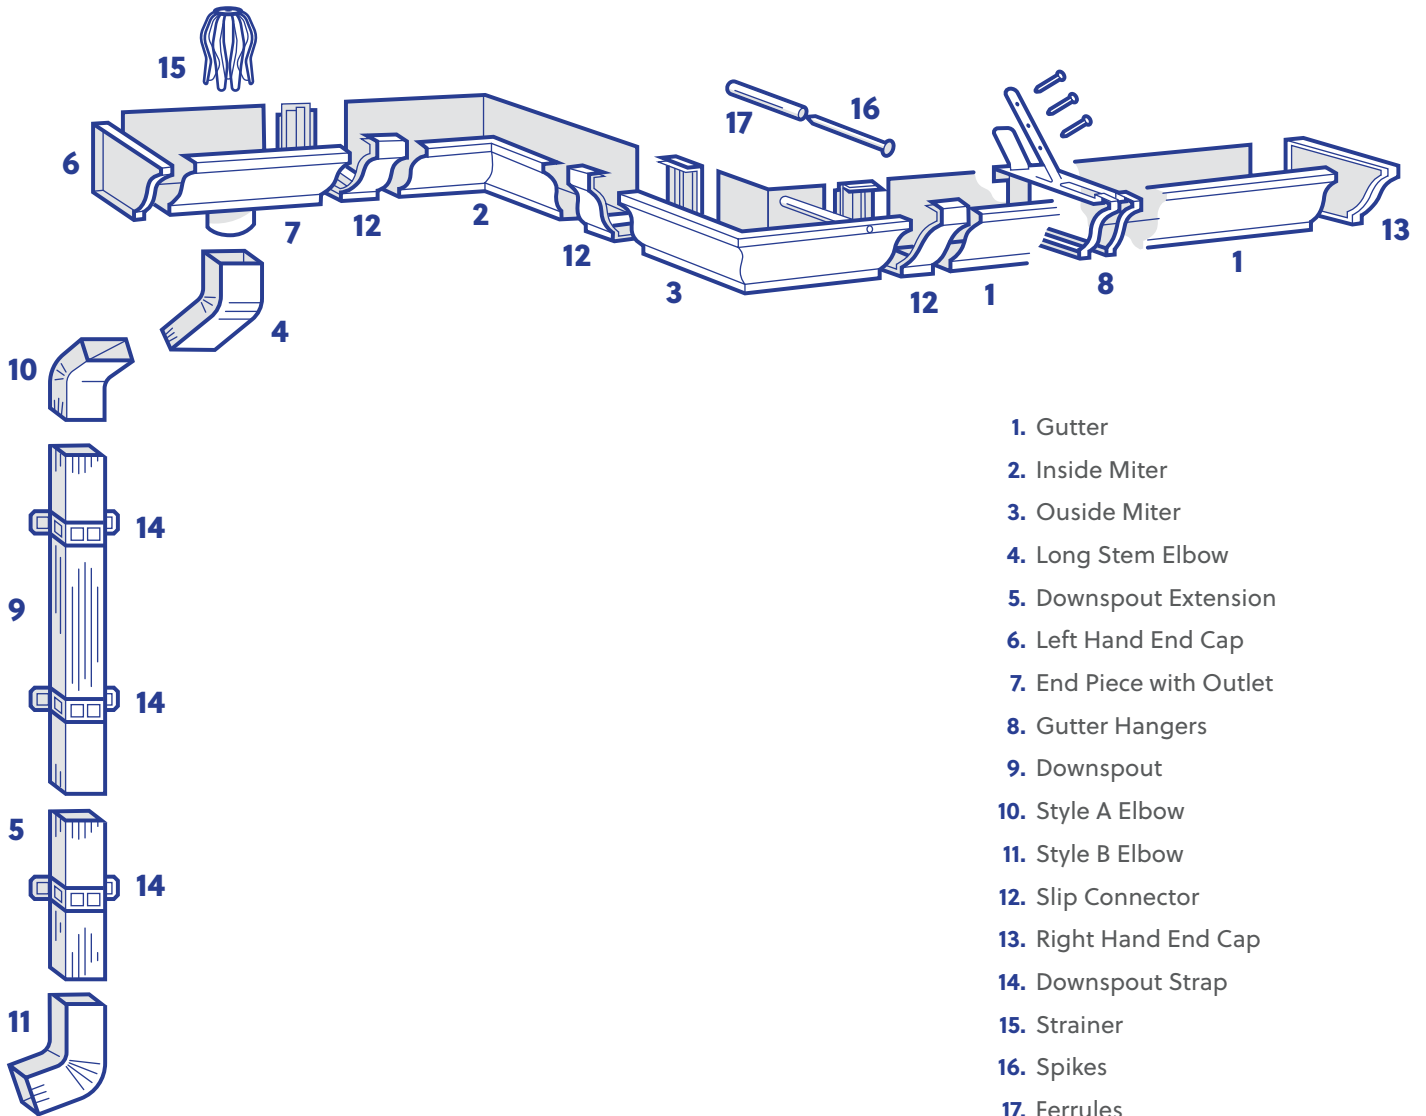 15
17
16
6
7
12
2
12
3
12
1
8
1
13
4
10
14
9
14
5
14
11
1. Gutter
2. Inside Miter
3. Ouside Miter
4. Long Stem Elbow
5. Downspout Extension
6. Left Hand End Cap
7. End Piece with Outlet
8. Gutter Hangers
9. Downspout
10. Style A Elbow
11. Style B Elbow
12. Slip Connector
13. Right Hand End Cap
14. Downspout Strap
15. Strainer
16. Spikes
17. Ferrules